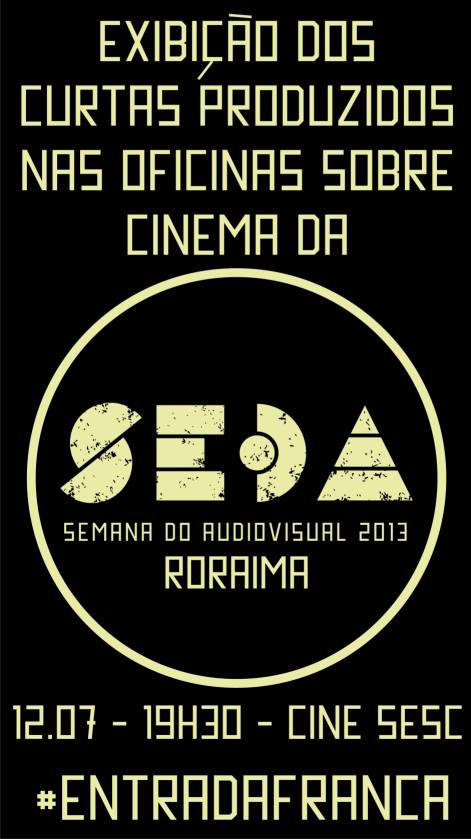 EXIBIÇÃO DOS
CURTAS PRODUZIDOS
NAS OFICINAS SOBRE
CINEMA DA
SEDA
SEMANA DO AUDIOVISUAL 2013
RORAIMA
12.07 - 19H30 - CINE SESC
#ENTRADAFRANCA